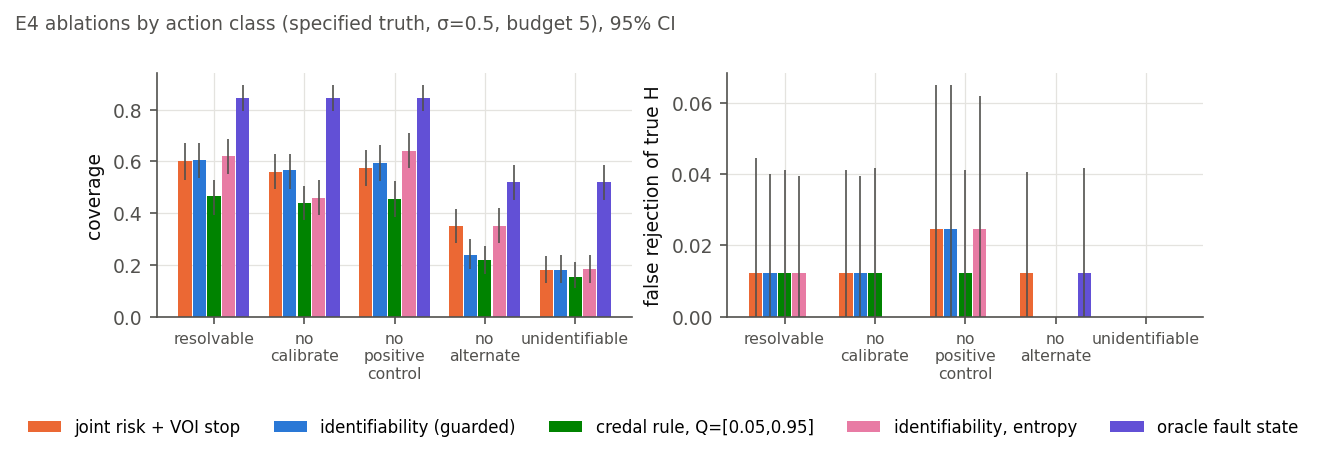 E4 ablations by action class (specified truth, σ=0.5, budget 5), 95% CI
coverage
0.8
0.6
0.4
0.2
0.0
resolvable
no
calibrate
no
positive
control
no
alternate
unidentifiable
false rejection of true H
0.06
0.04
0.02
0.00
resolvable
no
calibrate
no
positive
control
no
alternate
unidentifiable
joint risk + VOI stop
identifiability (guarded)
credal rule, Q=[0.05,0.95]
identifiability, entropy
oracle fault state